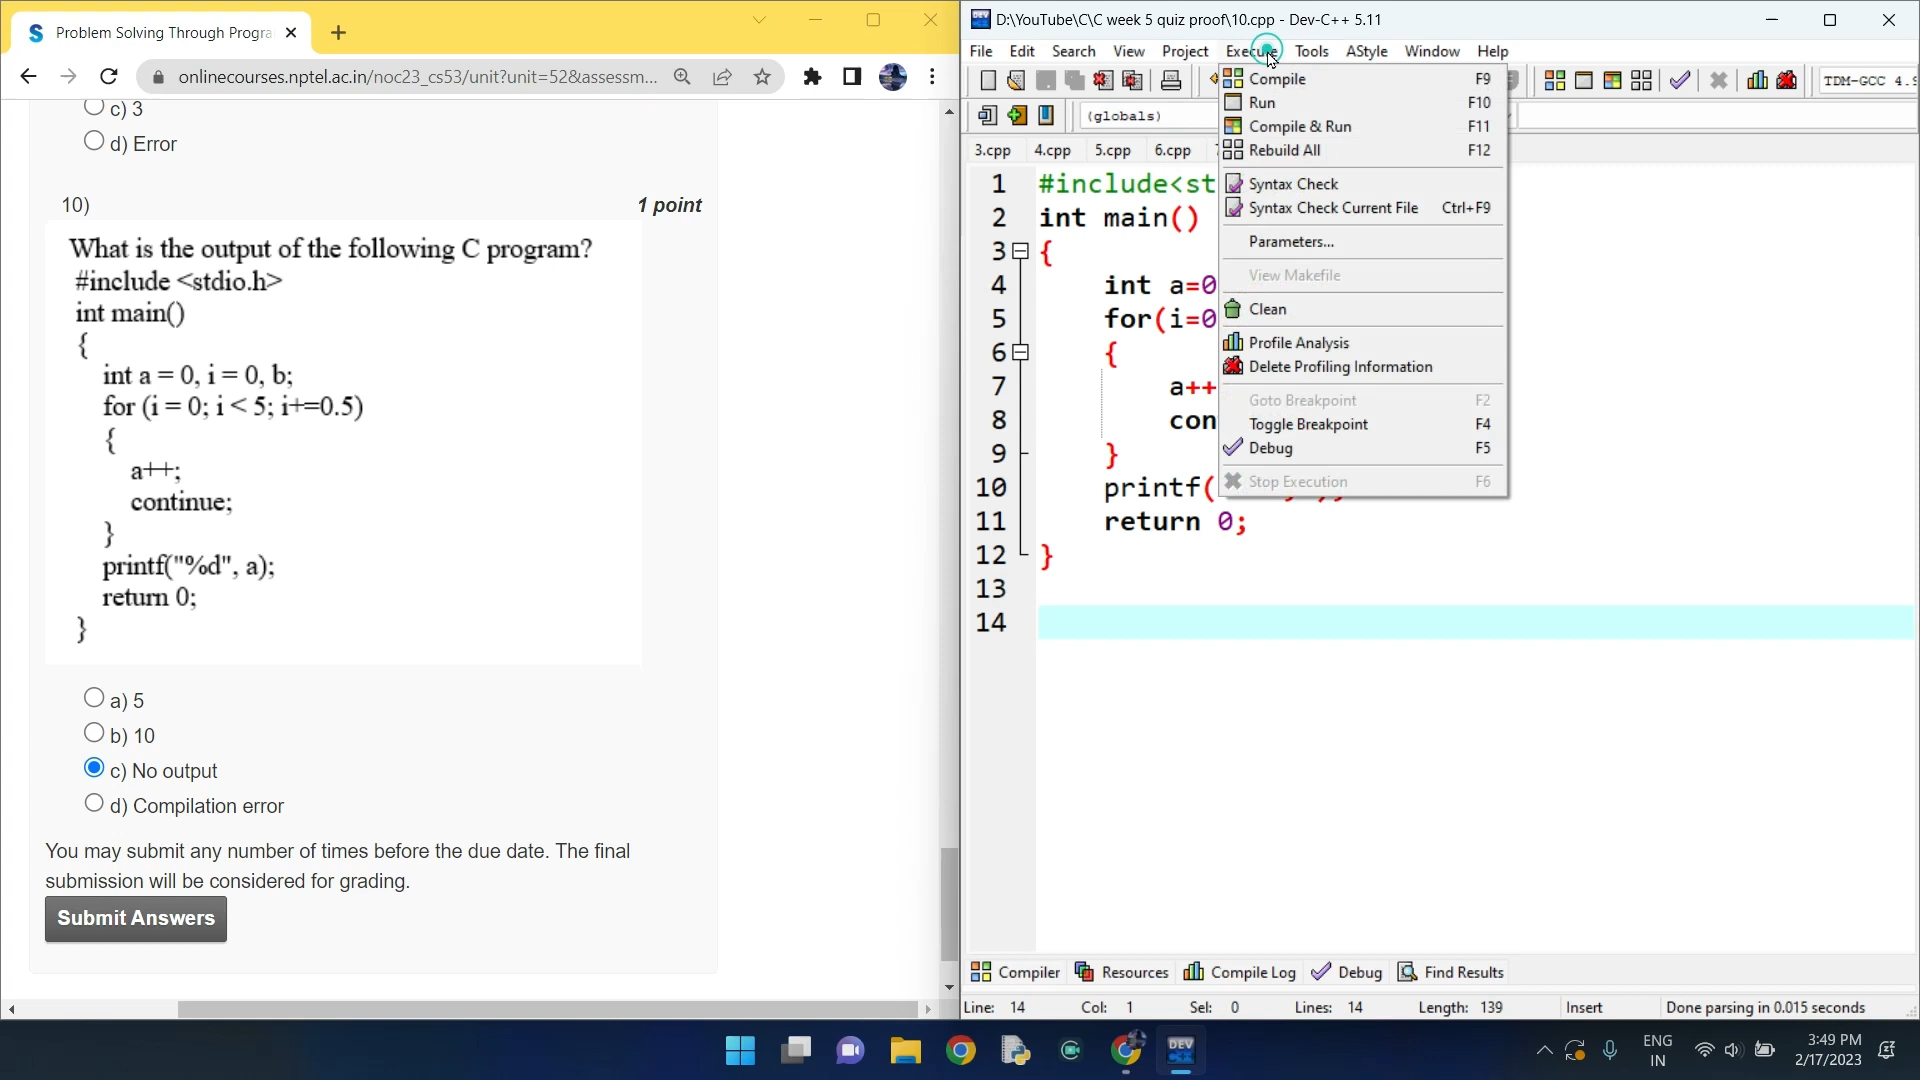 Problem Solving Through Progra
onlinecourses.nptel.ac.in/noc23_cs53/unit?unit=52&assessm...
c) 3
d) Error
10)
1 point
What is the output of the following C program?
#include <stdio.h>
int main()
{
int a = 0, i = 0, b;
for (i = 0; i < 5; i+=0.5)
{
a++;
continue;
}
printf("%d", a);
return 0;
}
a) 5
b) 10
c) No output
d) Compilation error
You may submit any number of times before the due date. The final
submission will be considered for grading.
Submit Answers
D:\YouTube\C\C week 5 quiz proof\10.cpp - Dev-C++ 5.11
File Edit Search View Project Execute Tools AStyle Window Help
TDM-GCC 4.9
(globals)
3.cpp 4.cpp 5.cpp 6.cpp
Compile F9
Run F10
Compile & Run F11
Rebuild All F12
Syntax Check
Syntax Check Current File Ctrl+F9
Parameters...
View Makefile
Clean
Profile Analysis
Delete Profiling Information
Goto Breakpoint F2
Toggle Breakpoint F4
Debug F5
Stop Execution F6
1 #include<st
2 int main()
3 {
4 int a=0
5 for(i=0
6 {
7 a++
8 con
9 }
10 printf(
11 return 0;
12 }
13
14
Compiler Resources Compile Log Debug Find Results
Line: 14 Col: 1 Sel: 0 Lines: 14 Length: 139 Insert Done parsing in 0.015 seconds
DEV
ENG
IN
3:49 PM
2/17/2023